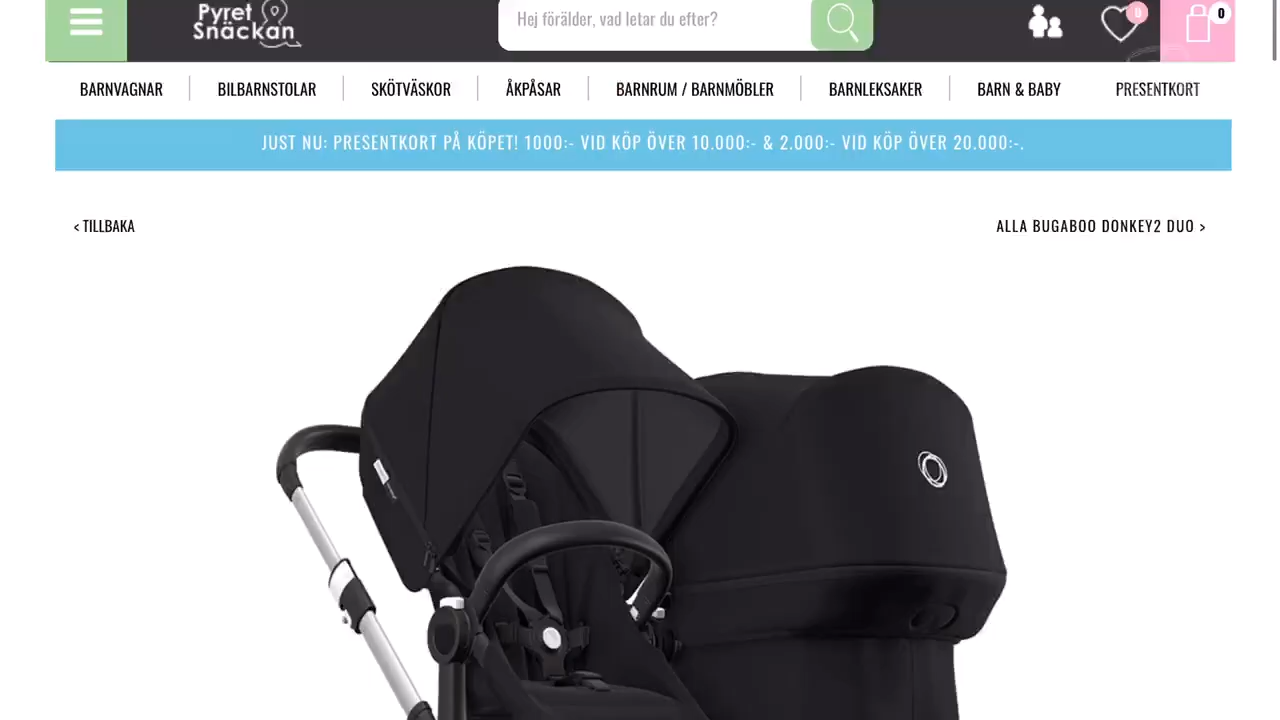 Pyret
Snäckan
Hej förälder, vad letar du efter?
0
0
BARNVAGNAR
BILBARNSTOLAR
SKÖTVÄSKOR
ÅKPÅSAR
BARNRUM / BARNMÖBLER
BARNLEKSAKER
BARN & BABY
PRESENTKORT
JUST NU: PRESENTKORT PÅ KÖPET! 1000:- VID KÖP ÖVER 10.000:- & 2.000:- VID KÖP ÖVER 20.000:-.
< TILLBAKA
ALLA BUGABOO DONKEY2 DUO >